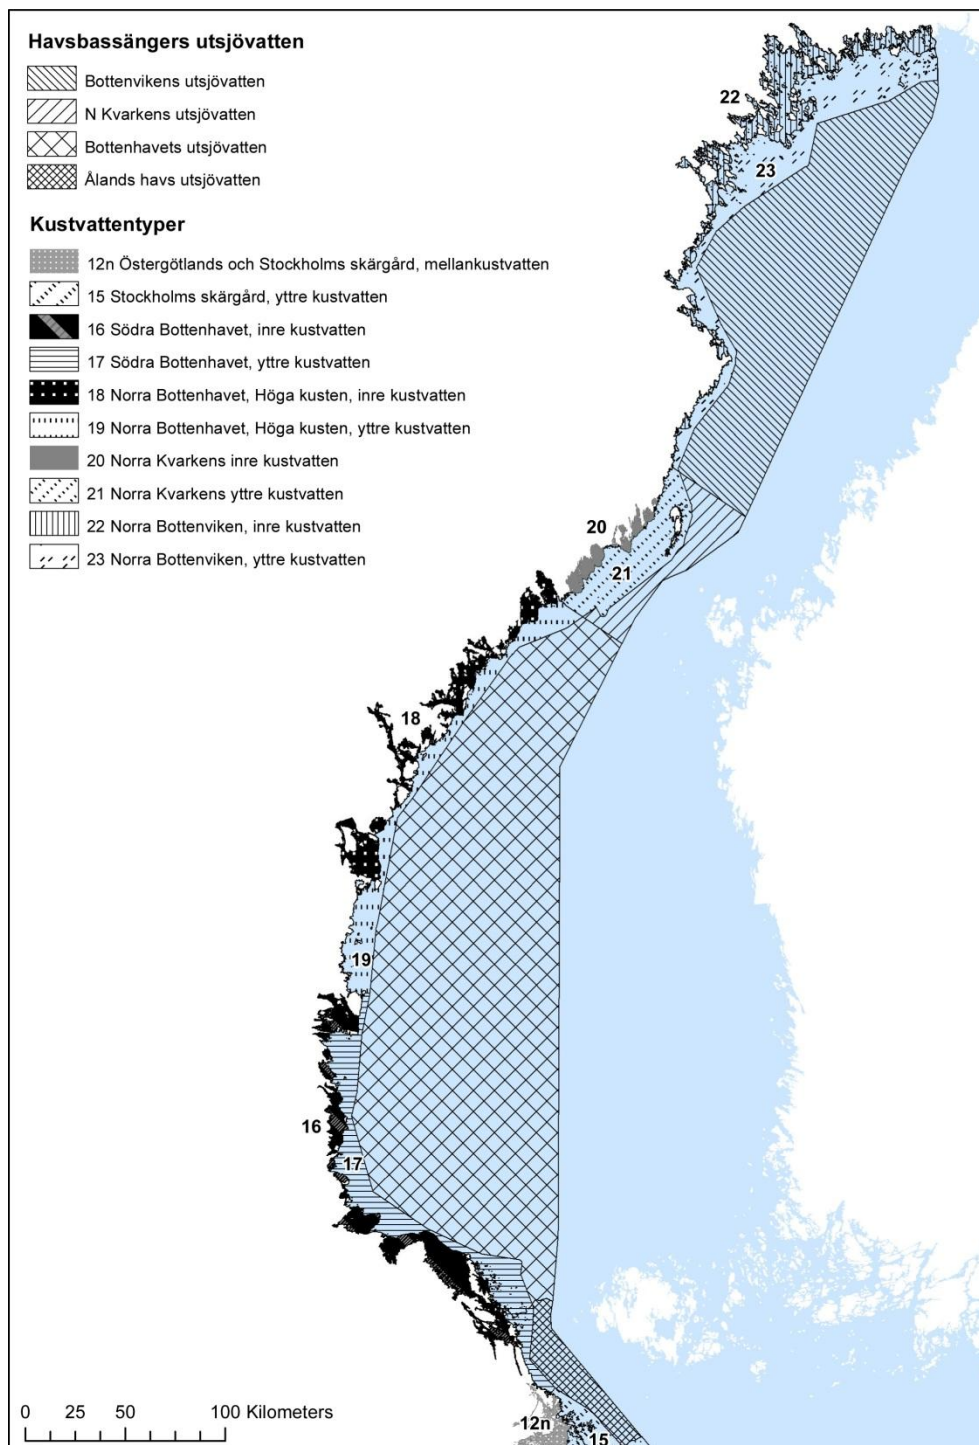 Havsbassängers utsjövatten
Bottenvikens utsjövatten
N Kvarkens utsjövatten
Bottenhavets utsjövatten
Ålands havs utsjövatten
Kustvattentyper
12n Östergötlands och Stockholms skärgård, mellankustvatten
15 Stockholms skärgård, yttre kustvatten
16 Södra Bottenhavet, inre kustvatten
17 Södra Bottenhavet, yttre kustvatten
18 Norra Bottenhavet, Höga kusten, inre kustvatten
19 Norra Bottenhavet, Höga kusten, yttre kustvatten
20 Norra Kvarkens inre kustvatten
21 Norra Kvarkens yttre kustvatten
22 Norra Bottenviken, inre kustvatten
23 Norra Bottenviken, yttre kustvatten
22
23
20
21
18
19
16
17
12n
15
0 25 50 100 Kilometers